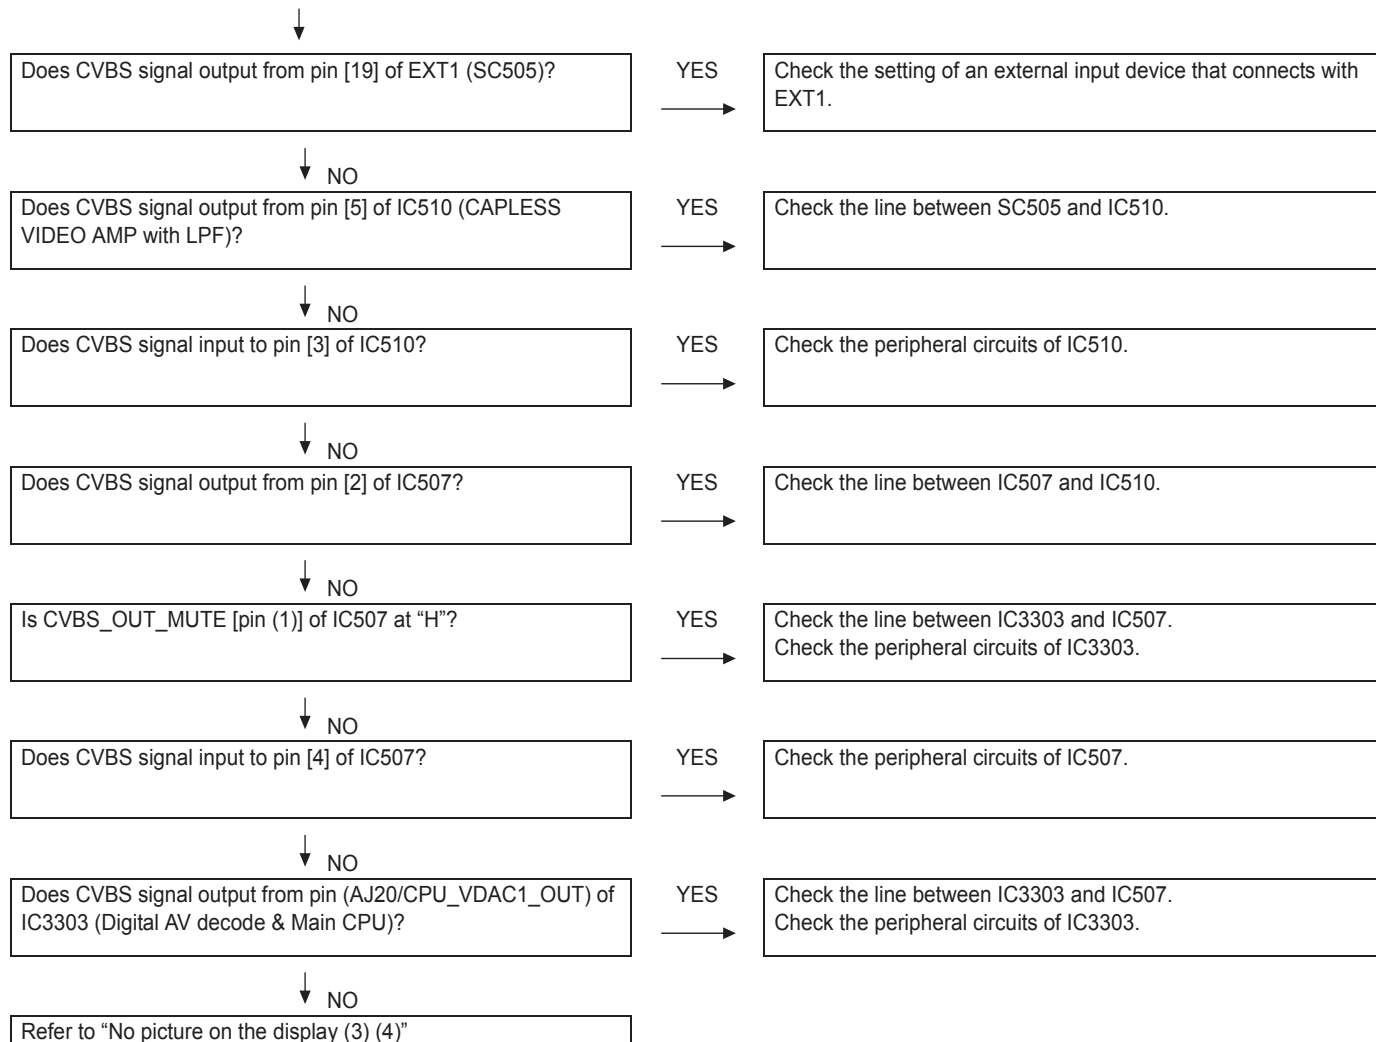 Does CVBS signal output from pin [19] of EXT1 (SC505)?
YES
Check the setting of an external input device that connects with
EXT1.
NO
Does CVBS signal output from pin [5] of IC510 (CAPLESS
VIDEO AMP with LPF)?
YES
Check the line between SC505 and IC510.
NO
Does CVBS signal input to pin [3] of IC510?
YES
Check the peripheral circuits of IC510.
NO
Does CVBS signal output from pin [2] of IC507?
YES
Check the line between IC507 and IC510.
NO
Is CVBS_OUT_MUTE [pin (1)] of IC507 at “H”?
YES
Check the line between IC3303 and IC507.
Check the peripheral circuits of IC3303.
NO
Does CVBS signal input to pin [4] of IC507?
YES
Check the peripheral circuits of IC507.
NO
Does CVBS signal output from pin (AJ20/CPU_VDAC1_OUT) of
IC3303 (Digital AV decode & Main CPU)?
YES
Check the line between IC3303 and IC507.
Check the peripheral circuits of IC3303.
NO
Refer to “No picture on the display (3) (4)”